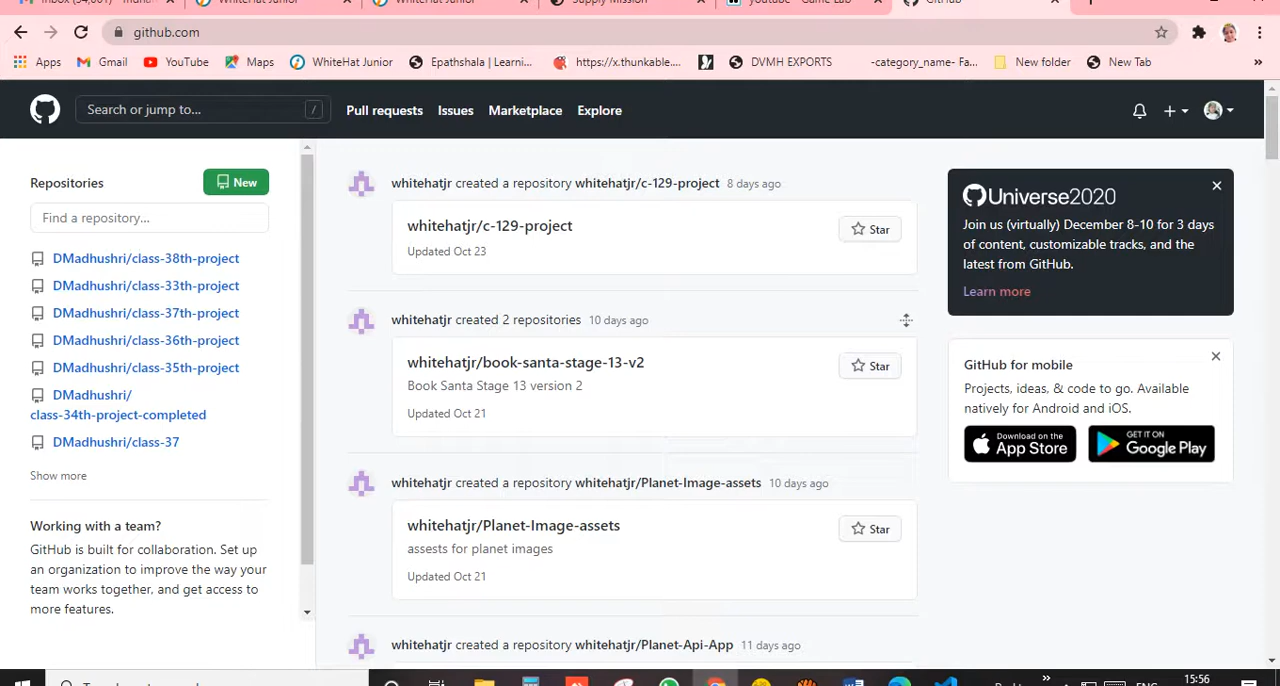 WhiteHat Junior
WhiteHat Junior
Supply Mission
GitHub
github.com
Apps
Gmail
YouTube
Maps
WhiteHat Junior
Epathshala | Learni...
https://x.thunkable....
DVMH EXPORTS
-category_name- Fa...
New folder
New Tab
»
Search or jump to...
/
Pull requests
Issues
Marketplace
Explore
Repositories
New
Find a repository...
DMadhushri/class-38th-project
DMadhushri/class-33th-project
DMadhushri/class-37th-project
DMadhushri/class-36th-project
DMadhushri/class-35th-project
DMadhushri/
class-34th-project-completed
DMadhushri/class-37
Show more
Working with a team?
GitHub is built for collaboration. Set up
an organization to improve the way your
team works together, and get access to
more features.
whitehatjr created a repository whitehatjr/c-129-project 8 days ago
whitehatjr/c-129-project
Star
Updated Oct 23
whitehatjr created 2 repositories 10 days ago
whitehatjr/book-santa-stage-13-v2
Star
Book Santa Stage 13 version 2
Updated Oct 21
whitehatjr created a repository whitehatjr/Planet-Image-assets 10 days ago
whitehatjr/Planet-Image-assets
Star
assests for planet images
Updated Oct 21
whitehatjr created a repository whitehatjr/Planet-Api-App 11 days ago
Universe2020
Join us (virtually) December 8-10 for 3 days
of content, customizable tracks, and the
latest from GitHub.
Learn more
GitHub for mobile
Projects, ideas, & code to go. Available
natively for Android and iOS.
Download on the
App Store
GET IT ON
Google Play
15:56